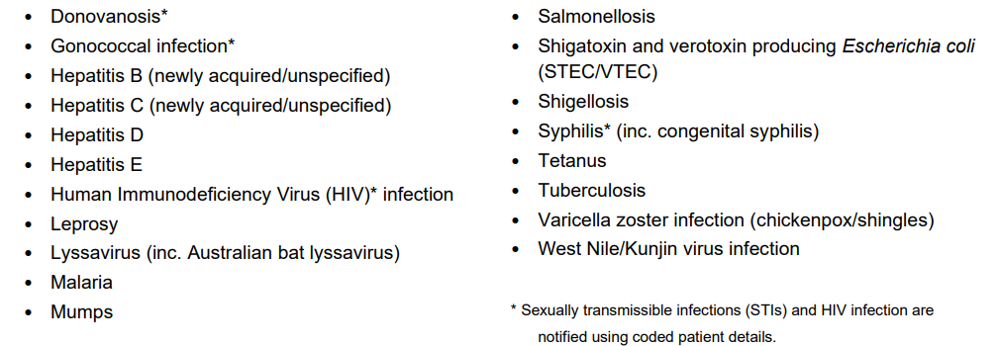 • Donovanosis*
• Gonococcal infection*
• Hepatitis B (newly acquired/unspecified)
• Hepatitis C (newly acquired/unspecified)
• Hepatitis D
• Hepatitis E
• Human Immunodeficiency Virus (HIV)* infection
• Leprosy
• Lyssavirus (inc. Australian bat lyssavirus)
• Malaria
• Mumps
• Salmonellosis
• Shigatoxin and verotoxin producing Escherichia coli
(STEC/VTEC)
• Shigellosis
• Syphilis* (inc. congenital syphilis)
• Tetanus
• Tuberculosis
• Varicella zoster infection (chickenpox/shingles)
• West Nile/Kunjin virus infection
* Sexually transmissible infections (STIs) and HIV infection are
notified using coded patient details.